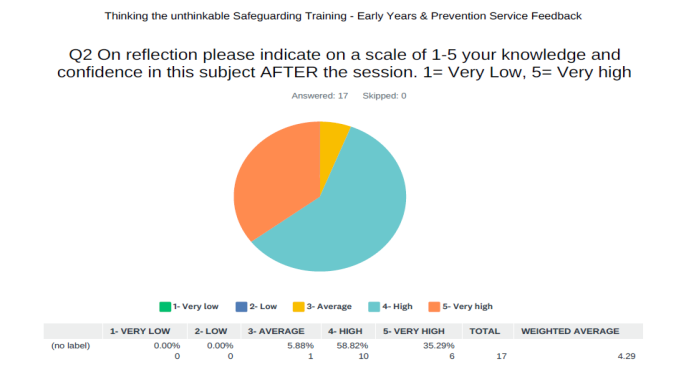 Thinking the unthinkable Safeguarding Training - Early Years & Prevention Service Feedback
Q2 On reflection please indicate on a scale of 1-5 your knowledge and
confidence in this subject AFTER the session. 1= Very Low, 5= Very high
Answered: 17 Skipped: 0
1- Very low 2- Low 3- Average 4- High 5- Very high
1- VERY LOW 2- LOW 3- AVERAGE 4- HIGH 5- VERY HIGH TOTAL WEIGHTED AVERAGE
(no label) 0.00% 0.00% 5.88% 58.82% 35.29%
0 0 1 10 6 17 4.29